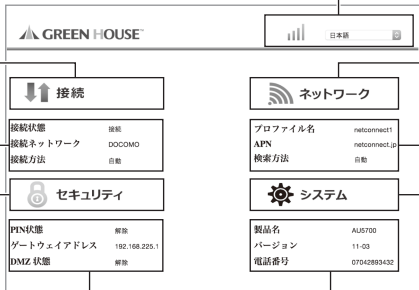 GREEN HOUSE™
日本語
接続
接続状態 接続
接続ネットワーク DOCOMO
接続方法 自動
ネットワーク
プロファイル名 netconnect1
APN netconnect.jp
検索方法 自動
セキュリティ
PIN状態 解除
ゲートウェイアドレス 192.168.225.1
DMZ 状態 解除
システム
製品名 AU5700
バージョン 11-03
電話番号 07042893432